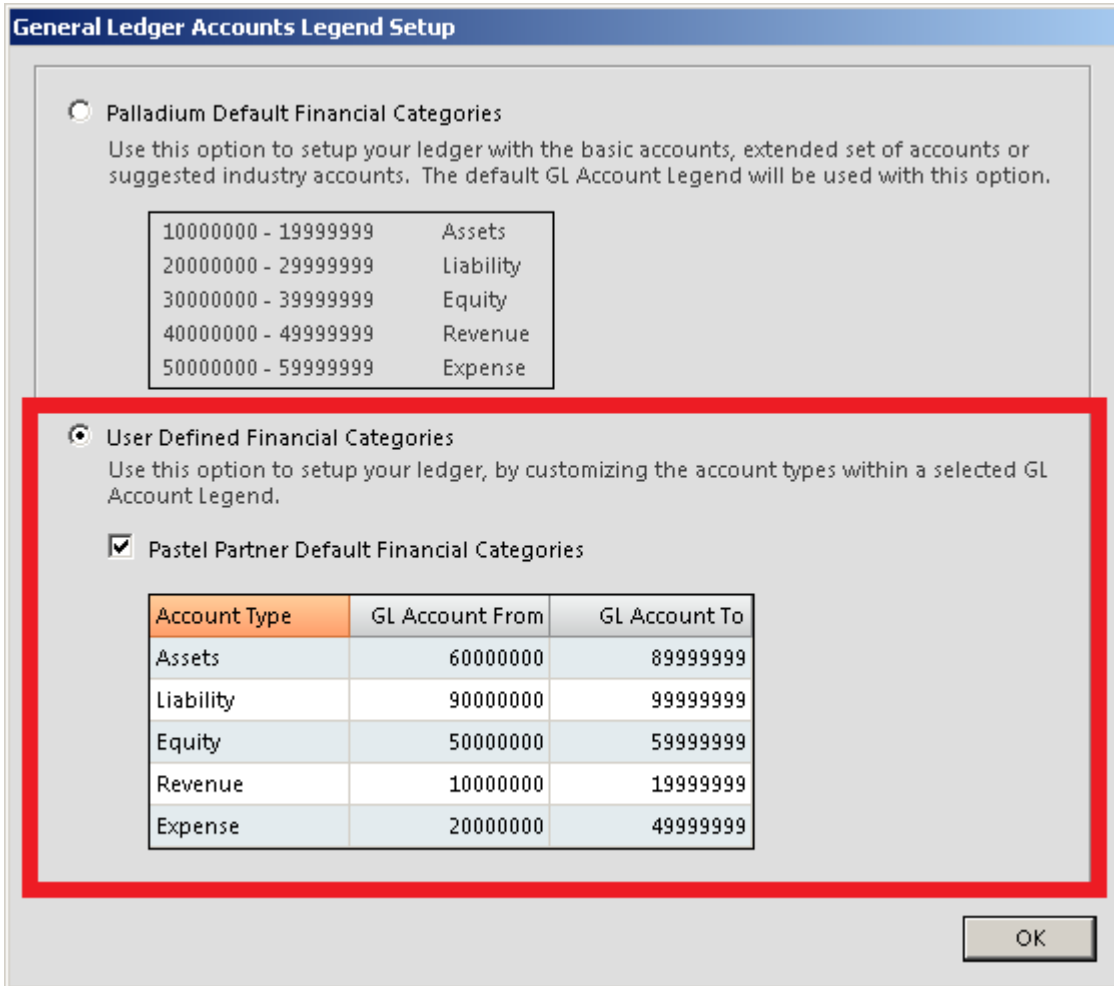 General Ledger Accounts Legend Setup
Palladium Default Financial Categories
Use this option to setup your ledger with the basic accounts, extended set of accounts or
suggested industry accounts. The default GL Account Legend will be used with this option.
10000000 - 19999999 Assets
20000000 - 29999999 Liability
30000000 - 39999999 Equity
40000000 - 49999999 Revenue
50000000 - 59999999 Expense
User Defined Financial Categories
Use this option to setup your ledger, by customizing the account types within a selected GL
Account Legend.
Pastel Partner Default Financial Categories
Account Type GL Account From GL Account To
Assets 60000000 89999999
Liability 90000000 99999999
Equity 50000000 59999999
Revenue 10000000 19999999
Expense 20000000 49999999
OK